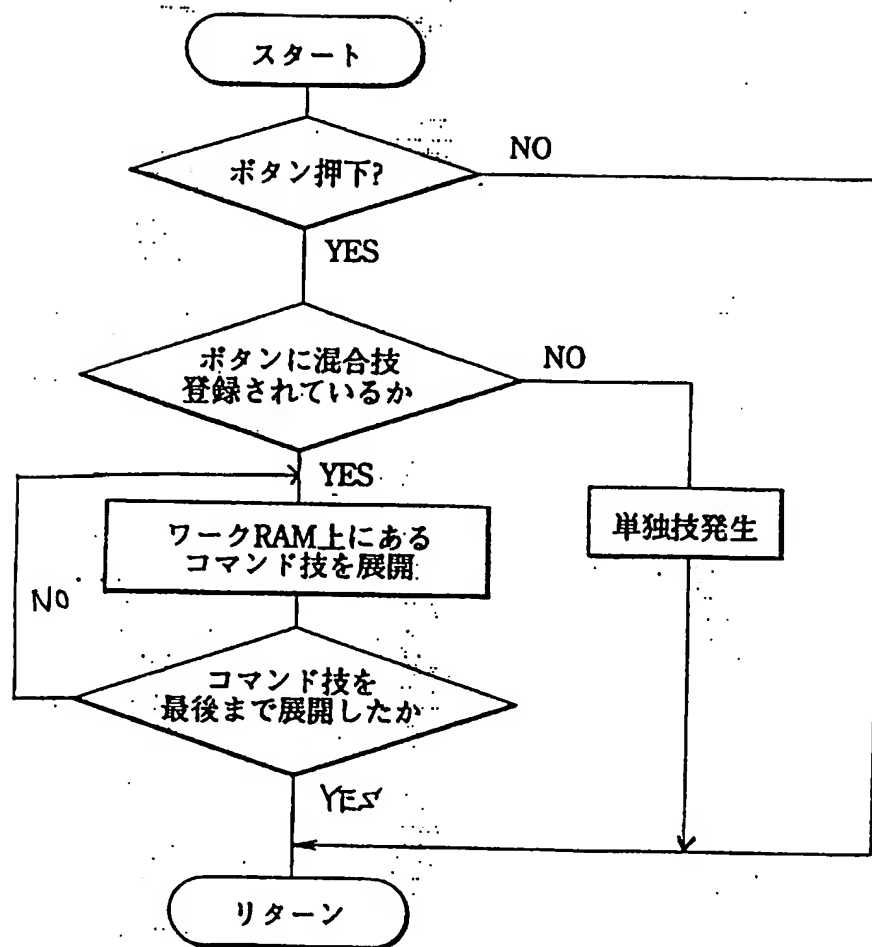 スタート
ボタン押下?
NO
YES
ボタンに混合技
登録されているか
NO
YES
ワークRAM上にある
コマンド技を展開
単独技発生
NO
コマンド技を
最後まで展開したか
YES
リターン